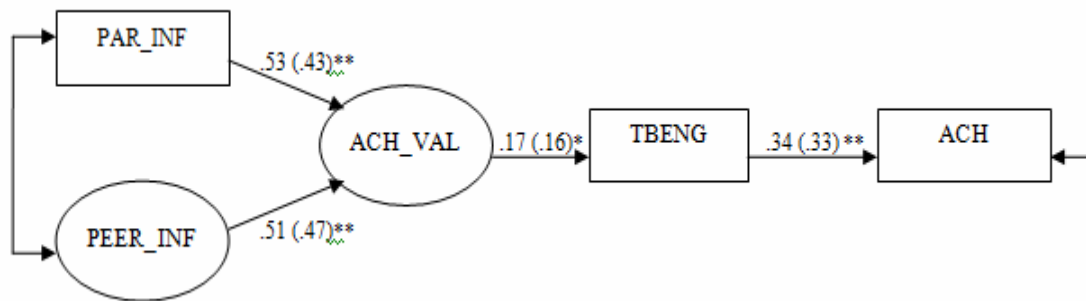 PAR_INF
.53 (.43)**
ACH_VAL
.17 (.16)*
TBENG
.34 (.33) **
ACH
PEER_INF
.51 (.47)**